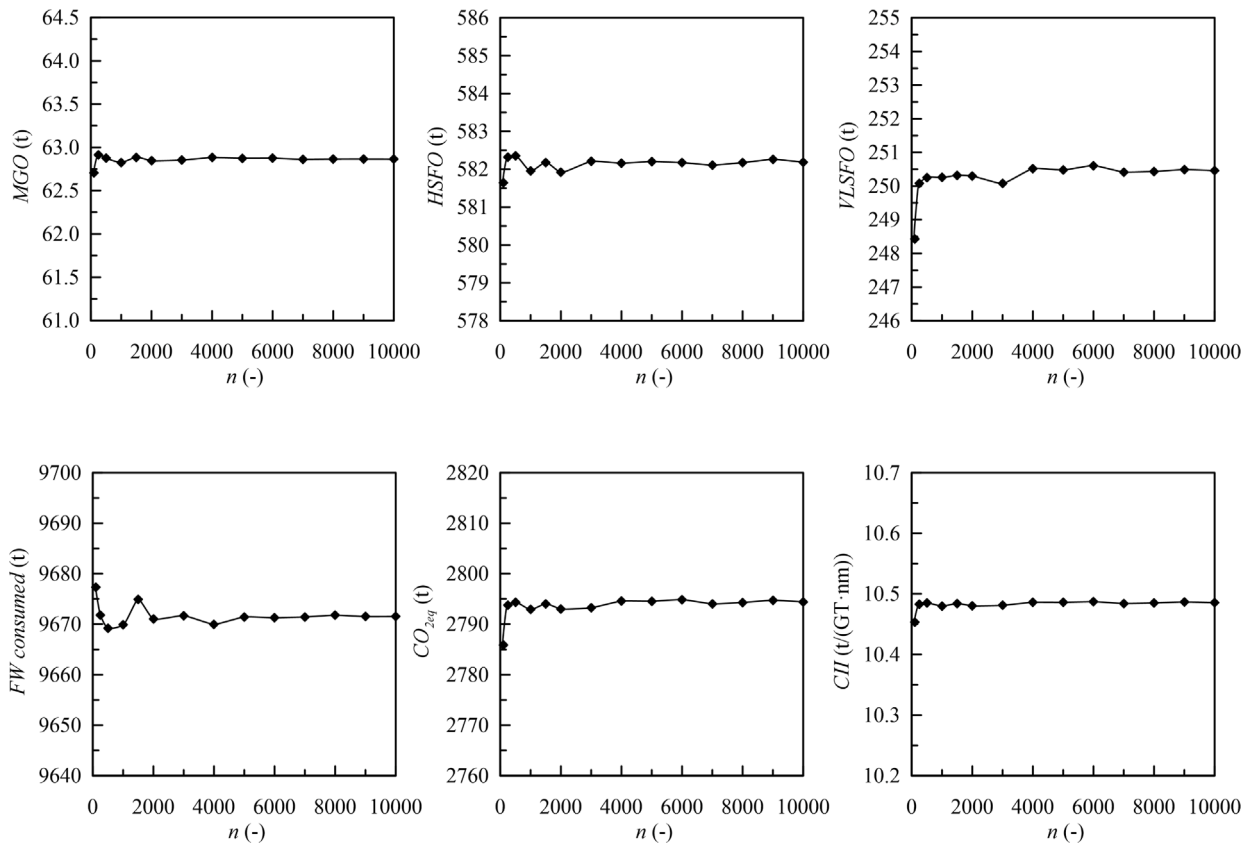 MGO (t)
64.5
64.0
63.5
63.0
62.5
62.0
61.5
61.0
0 2000 4000 6000 8000 10000
n (-)
HSFO (t)
586
585
584
583
582
581
580
579
578
0 2000 4000 6000 8000 10000
n (-)
VLSFO (t)
255
254
253
252
251
250
249
248
247
246
0 2000 4000 6000 8000 10000
n (-)
FW consumed (t)
9700
9690
9680
9670
9660
9650
9640
0 2000 4000 6000 8000 10000
n (-)
CO2eq (t)
2820
2810
2800
2790
2780
2770
2760
0 2000 4000 6000 8000 10000
n (-)
CII (t/(GT·nm))
10.7
10.6
10.5
10.4
10.3
10.2
0 2000 4000 6000 8000 10000
n (-)